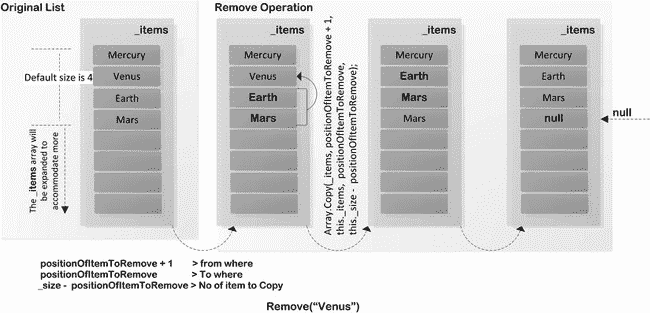 Original List
Remove Operation
_items
Mercury
Venus
Earth
Mars
Default size is 4
The _items array will
be expanded to
accommodate more
_items
Mercury
Venus
Earth
Mars
Array.Copy(_items, positionOfItemToRemove + 1,
this._items, positionOfItemToRemove,
this._size - positionOfItemToRemove);
_items
Mercury
Earth
Mars
Mars
_items
Mercury
Earth
Mars
null
null
positionOfItemToRemove + 1 > from where
positionOfItemToRemove > To where
_size - positionOfItemToRemove > No of item to Copy
Remove("Venus")